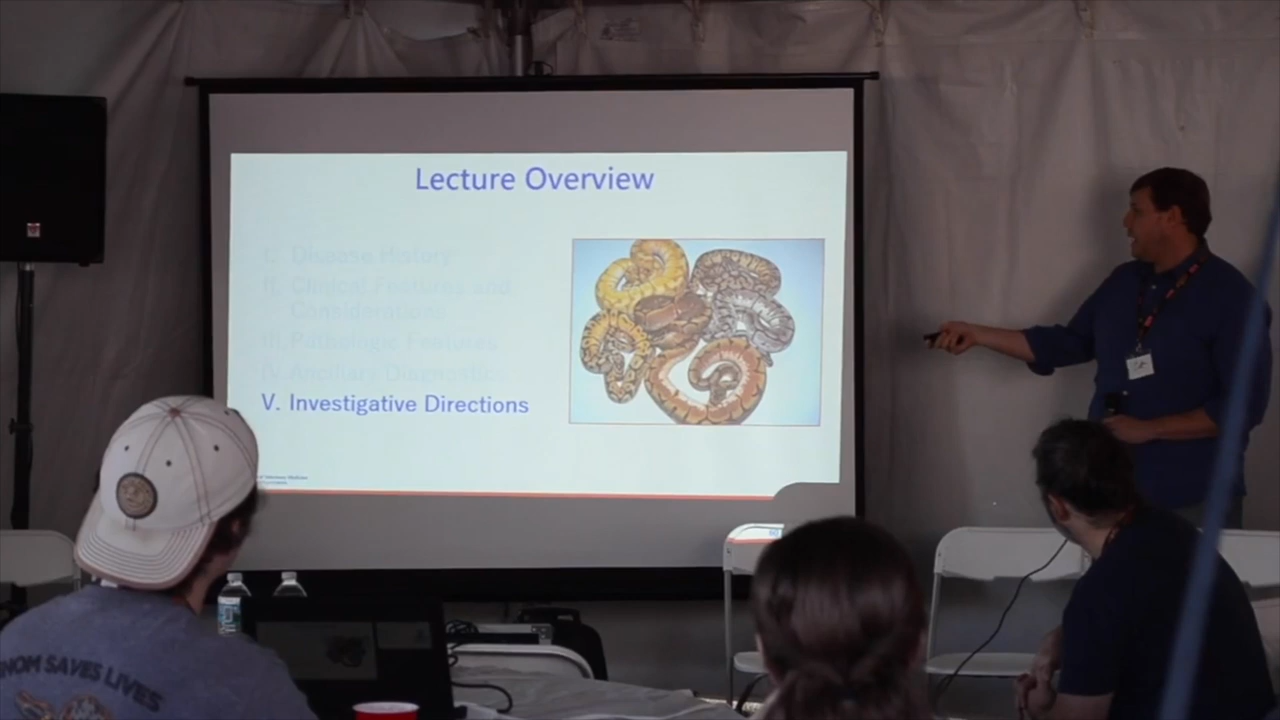 Lecture Overview
I. Disease History
II. Clinical Features and
Considerations
III. Pathologic Features
IV. Ancillary Diagnostics
V. Investigative Directions
NOM SAVES LIVES